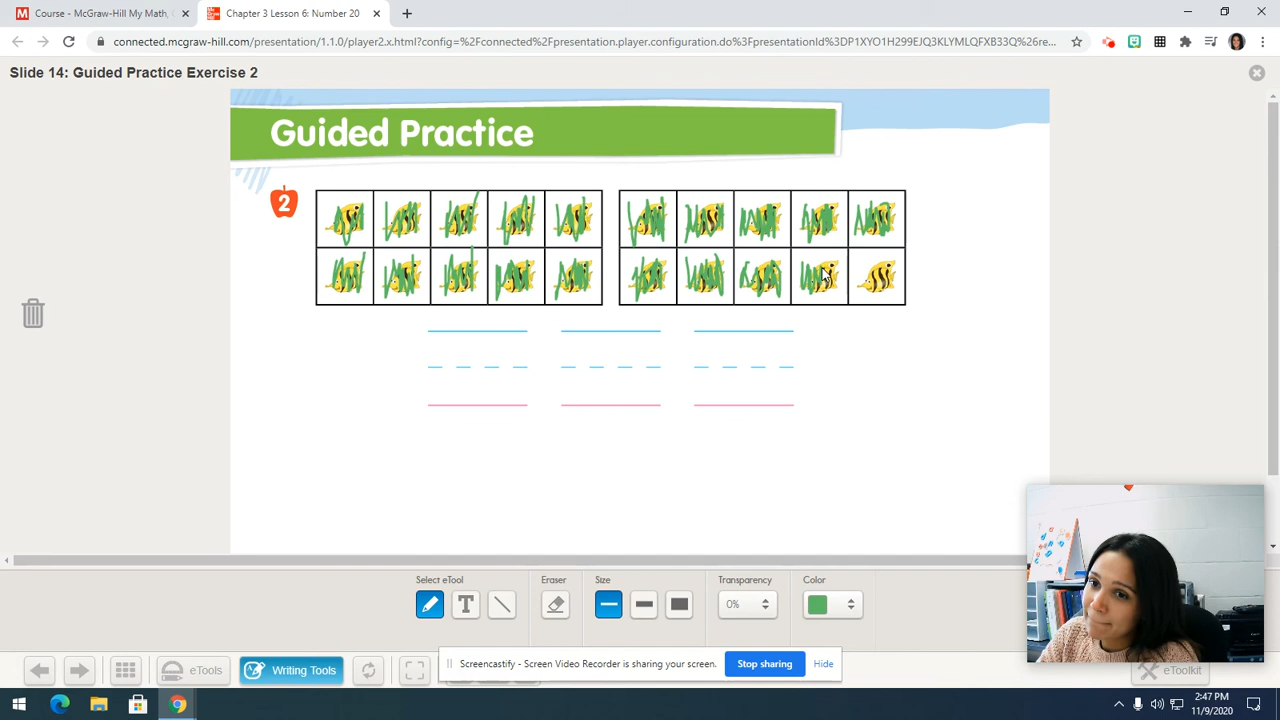 Course - McGraw-Hill My Math,
Chapter 3 Lesson 6: Number 20
connected.mcgraw-hill.com/presentation/1.1.0/player2.x.html?config=%2Fconnected%2Fpresentation.player.configuration.do%3FpresentationId%3DP1XYO1H299EJQ3KLYMLQFXB33Q%26re...
Slide 14: Guided Practice Exercise 2
Guided Practice
2
Select eTool
Eraser
Size
Transparency
Color
T
0%
eTools
Writing Tools
eToolkit
Screencastify - Screen Video Recorder is sharing your screen.
Stop sharing
Hide
2:47 PM
11/9/2020